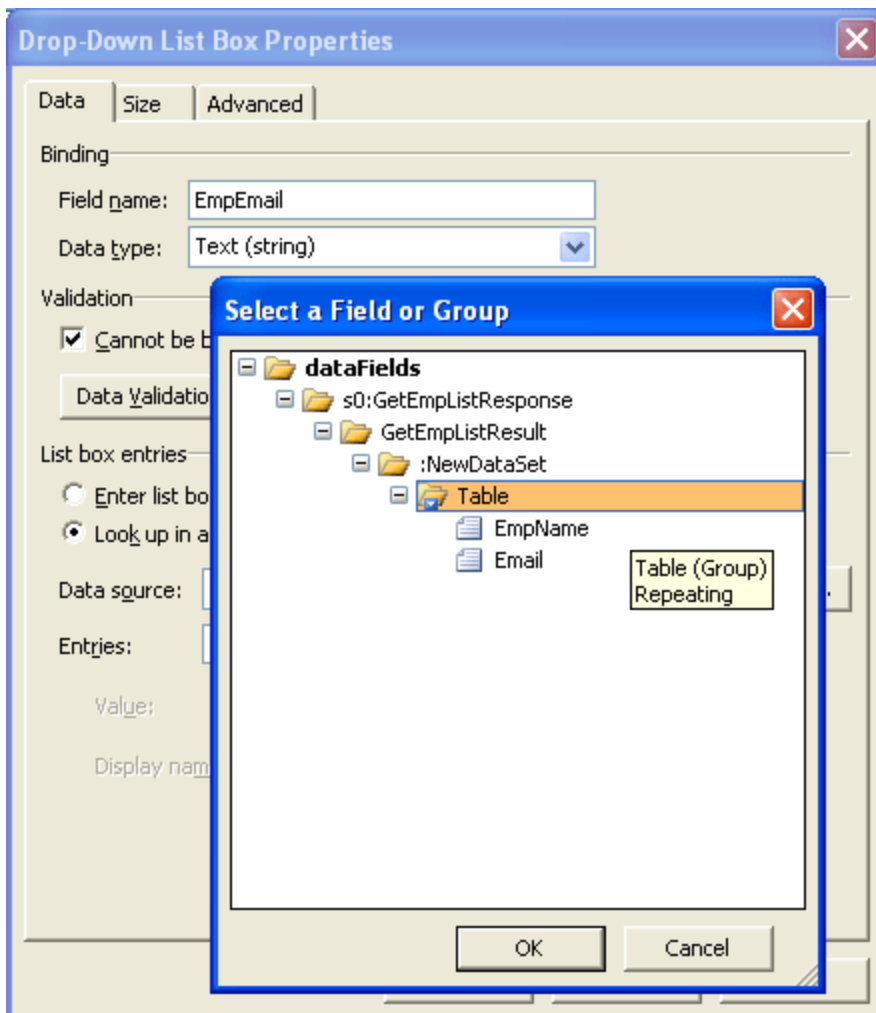 Drop-Down List Box Properties
Data Size Advanced
Binding
Field name: EmpEmail
Data type: Text (string)
Validation
Cannot be b
Data Validatio
List box entries
Enter list bo
Look up in a
Data source:
Entries:
Value:
Display nam
Select a Field or Group
dataFields
s0:GetEmpListResponse
GetEmpListResult
:NewDataSet
Table
EmpName
Email
Table (Group)
Repeating
OK Cancel